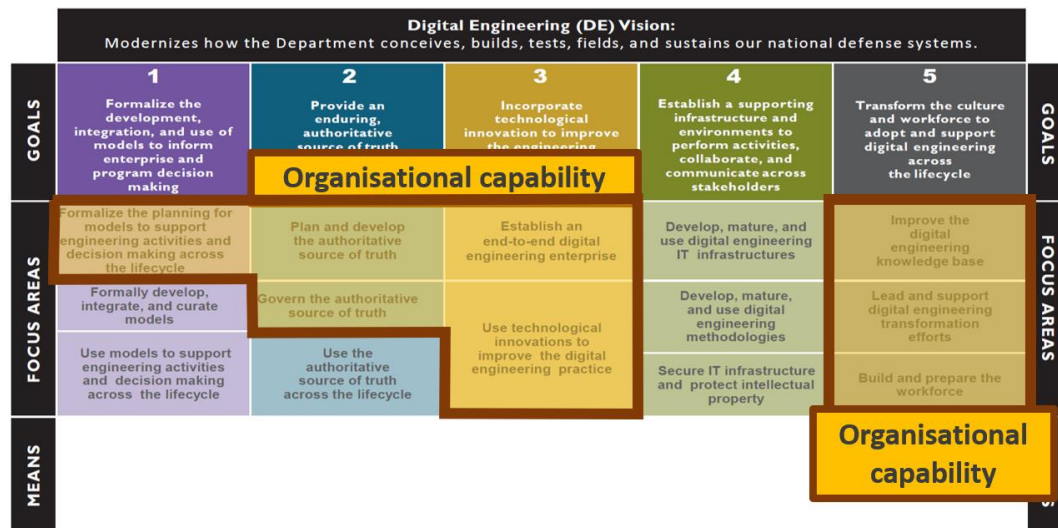 Digital Engineering (DE) Vision:
Modernizes how the Department conceives, builds, tests, fields, and sustains our national defense systems.
GOALS
1
Formalize the
development,
integration, and use of
models to inform
enterprise and
program decision
making
2
Provide an
enduring,
authoritative
source of truth
3
Incorporate
technological
innovation to improve
the engineering
4
Establish a supporting
infrastructure and
environments to
perform activities,
collaborate, and
communicate across
stakeholders
5
Transform the culture
and workforce to
adopt and support
digital engineering
across
the lifecycle
GOALS
Organisational capability
FOCUS AREAS
Formalize the planning for
models to support
engineering activities and
decision making across
the lifecycle
Plan and develop
the authoritative
source of truth
Establish an
end-to-end digital
engineering enterprise
Develop, mature, and
use digital engineering
IT infrastructures
Improve the
digital
engineering
knowledge base
FOCUS AREAS
Formally develop,
integrate, and curate
models
Govern the authoritative
source of truth
Use technological
innovations to
improve the digital
engineering practice
Develop, mature,
and use digital
engineering
methodologies
Lead and support
digital engineering
transformation
efforts
Use models to support
engineering activities
and decision making
across the lifecycle
Use the
authoritative
source of truth
across the lifecycle
Secure IT infrastructure
and protect intellectual
property
Build and prepare the
workforce
MEANS
Organisational
capability
S